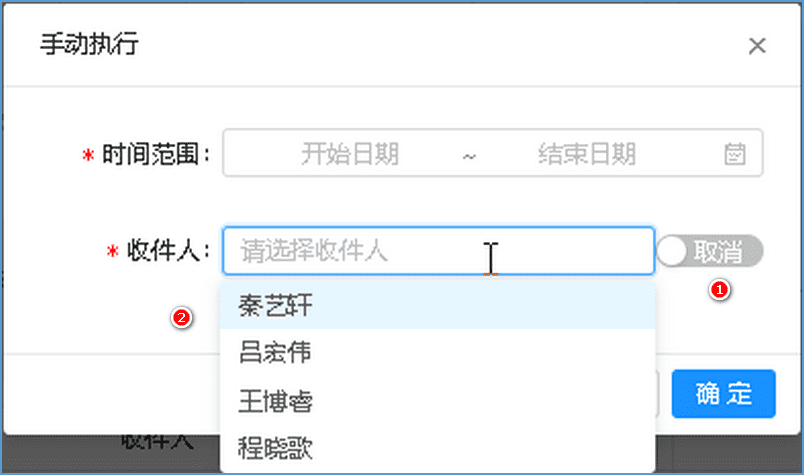 手动执行
* 时间范围： 开始日期 ~ 结束日期
* 收件人： 请选择收件人 取消
1
2
秦艺轩
吕宏伟
王博睿
程晓歌
确 定
收件人